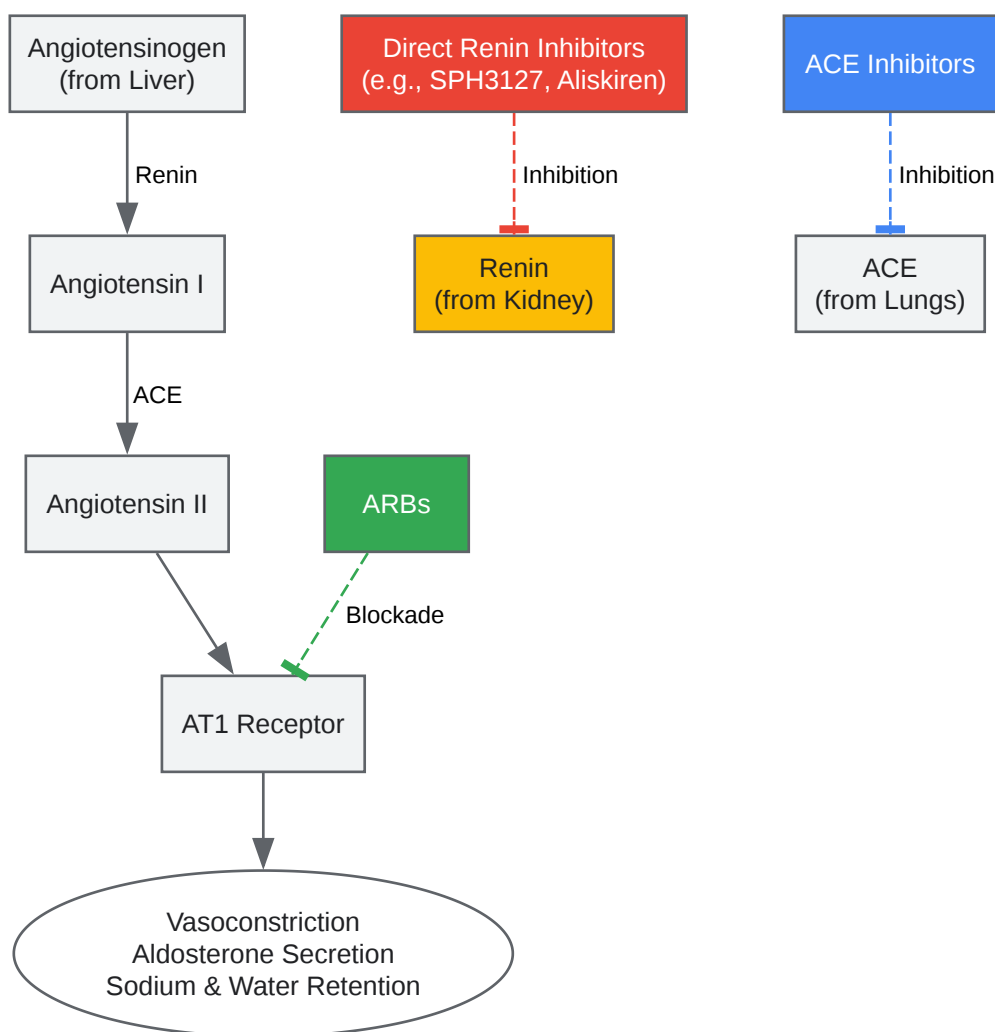 Angiotensinogen
(from Liver)
Direct Renin Inhibitors
(e.g., SPH3127, Aliskiren)
ACE Inhibitors
Renin
Inhibition
Inhibition
Angiotensin I
Renin
(from Kidney)
ACE
(from Lungs)
ACE
Angiotensin II
ARBs
Blockade
AT1 Receptor
Vasoconstriction
Aldosterone Secretion
Sodium & Water Retention